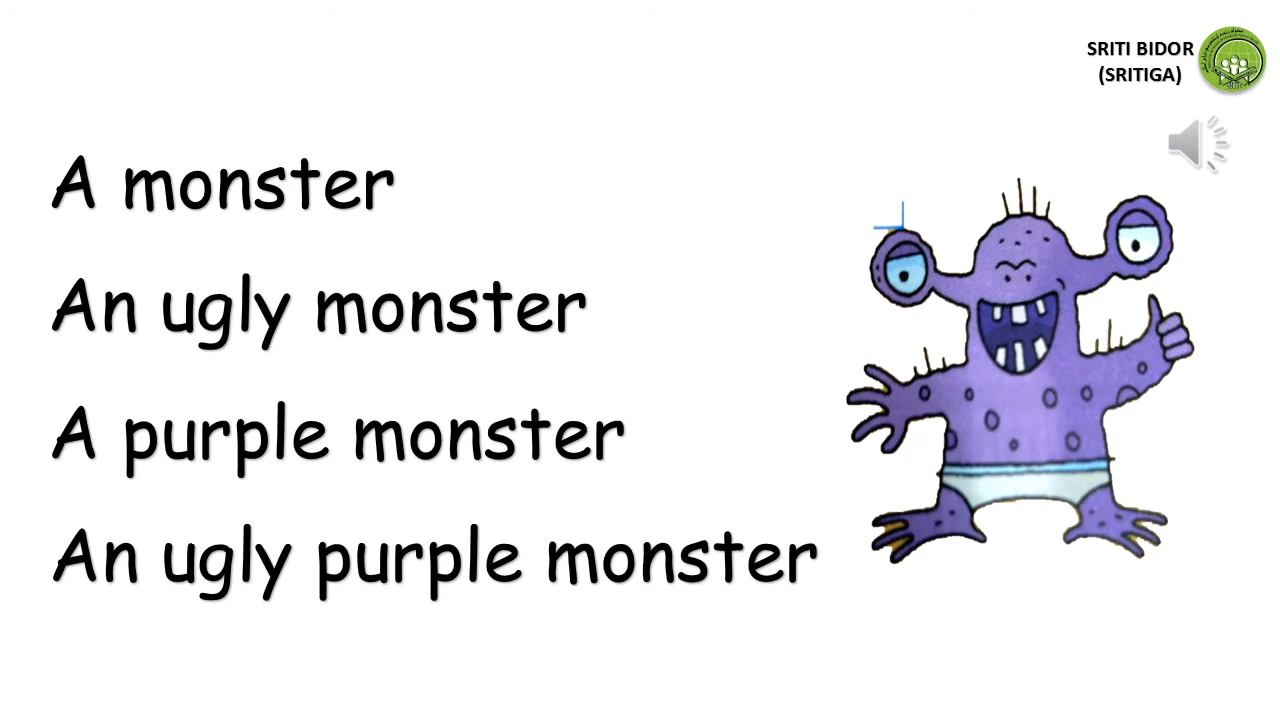 SRITI BIDOR
(SRITIGA)
A monster
An ugly monster
A purple monster
An ugly purple monster